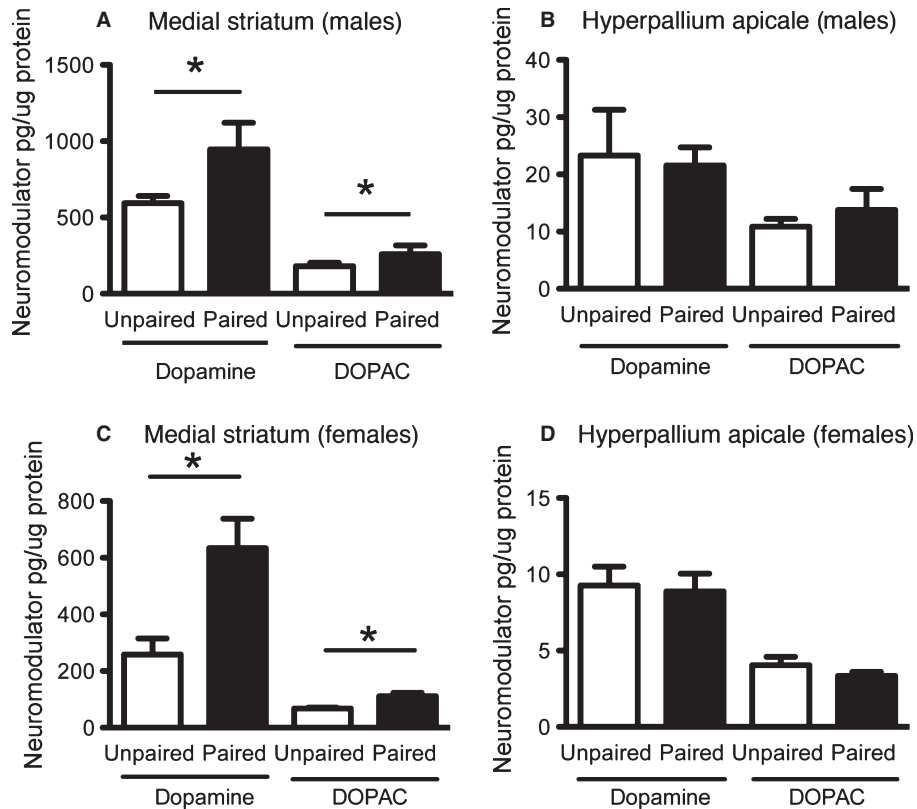 A Medial striatum (males)
Neuromodulator pg/ug protein
1500
*
1000
*
500
0
Unpaired Paired Unpaired Paired
Dopamine DOPAC
B Hyperpallium apicale (males)
Neuromodulator pg/ug protein
40
30
20
10
0
Unpaired Paired Unpaired Paired
Dopamine DOPAC
C Medial striatum (females)
Neuromodulator pg/ug protein
*
800
600
400
*
200
0
Unpaired Paired Unpaired Paired
Dopamine DOPAC
D Hyperpallium apicale (females)
Neuromodulator pg/ug protein
15
10
5
0
Unpaired Paired Unpaired Paired
Dopamine DOPAC